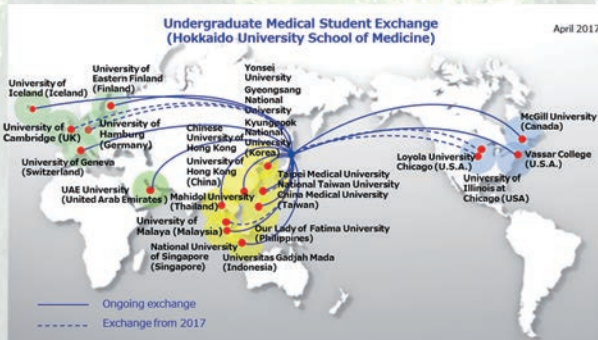 Undergraduate Medical Student Exchange
(Hokkaido University School of Medicine)
April 2017
University of
Iceland (Iceland)
University of
Eastern Finland
(Finland)
Yonsei
University
Gyeongsang
National
University
Kyungpook
National
University
(Korea)
University of
Cambridge (UK)
University of
Hamburg
(Germany)
University of Geneva
(Switzerland)
Chinese
University of
Hong Kong
University of
Hong Kong
(China)
McGill University
(Canada)
Loyola University
Chicago (U.S.A.)
Vassar College
(U.S.A.)
University of
Illinois at
Chicago (USA)
UAE University
(United Arab Emirates)
Mahidol University
(Thailand)
Taipei Medical University
National Taiwan University
China Medical University
(Taiwan)
University of
Malaya (Malaysia)
Our Lady of Fatima University
(Philippines)
National University
of Singapore
(Singapore)
Universitas Gadjah Mada
(Indonesia)
Ongoing exchange
Exchange from 2017